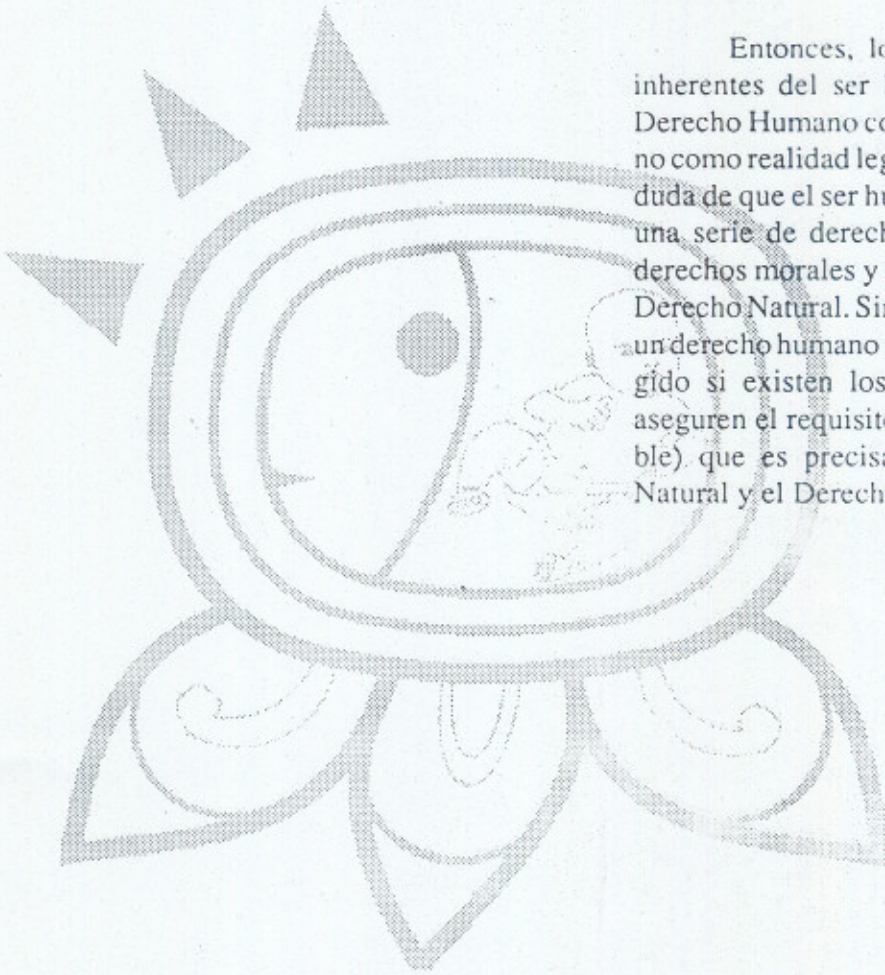 Entonces, lo
inherentes del ser
Derecho Humano co
no como realidad leg
duda de que el ser hu
una serie de derech
derechos morales y
Derecho Natural. Sin
un derecho humano
gido si existen los
aseguren el requisito
ble) que es precisa
Natural y el Derech